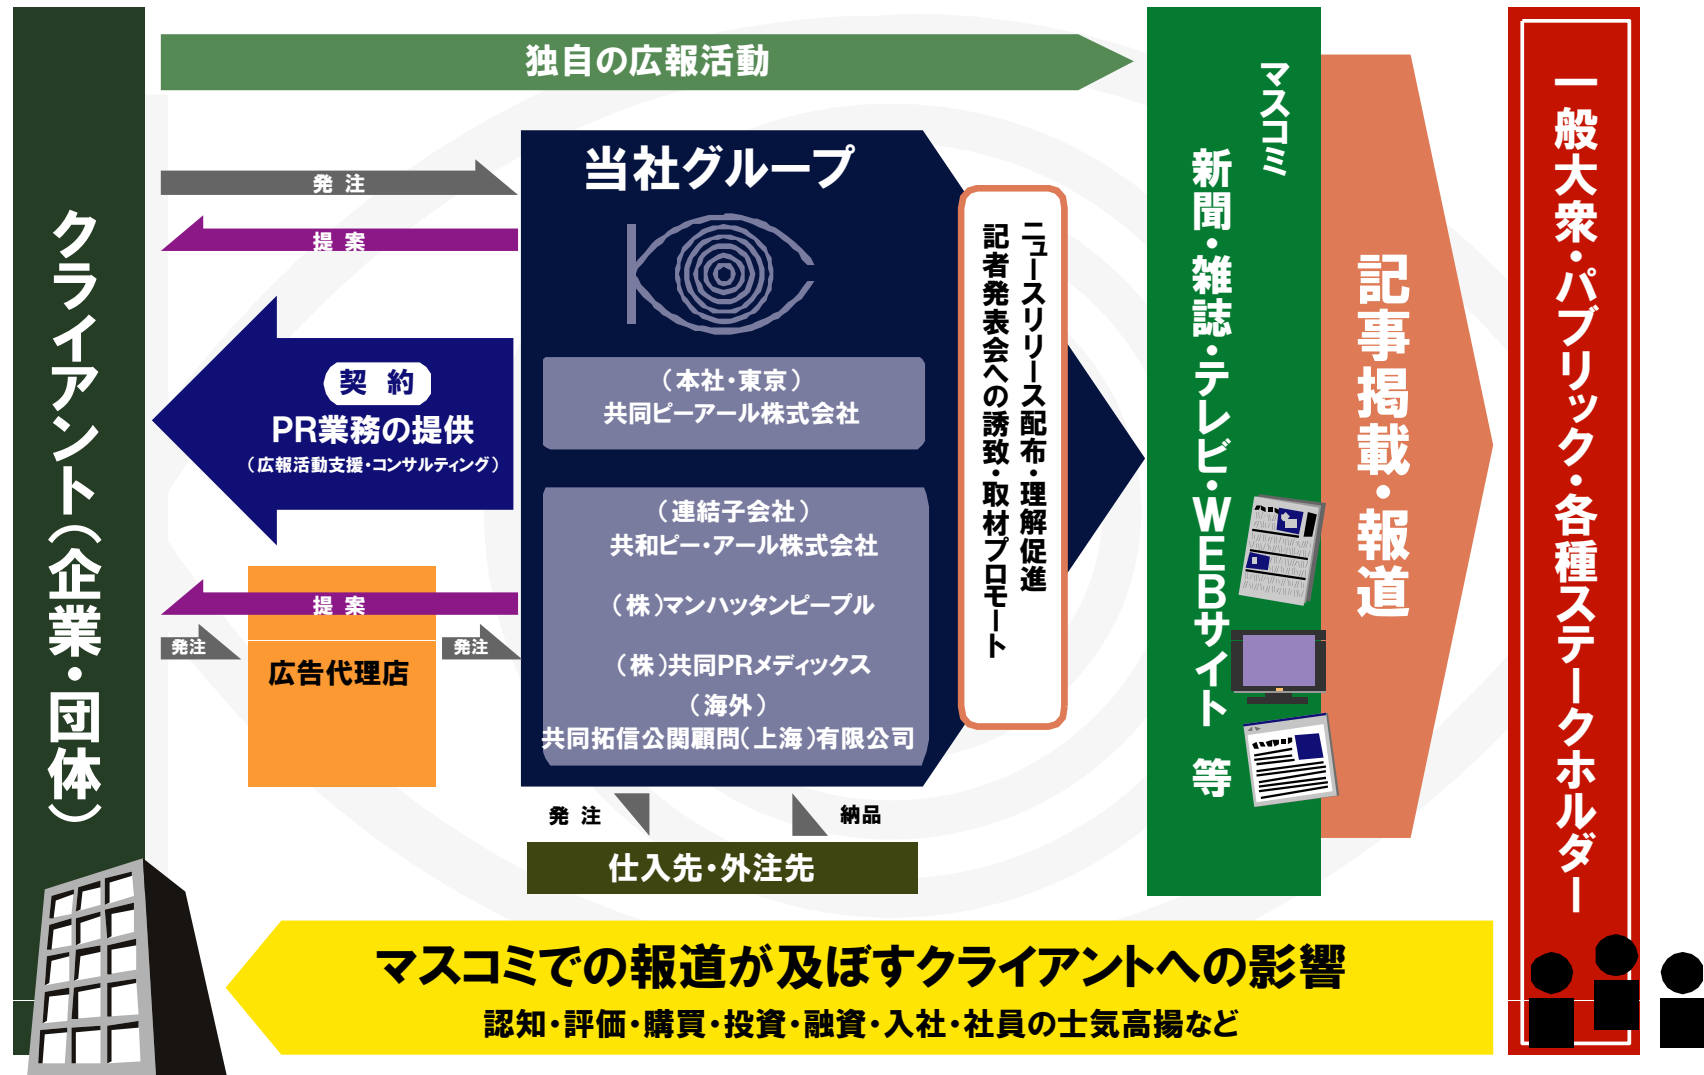 独自の広報活動
クライアント（企業・団体）
発 注
提 案
契 約
PR業務の提供
（広報活動支援・コンサルティング）
提 案
発注
発注
広告代理店
当社グループ
（本社・東京）
共同ピーアール株式会社
（連結子会社）
共和ピー・アール株式会社
（株）マンハッタンピープル
（株）共同PRメディックス
（海外）
共同拓信公関顧問（上海）有限公司
発 注
納品
仕入先・外注先
ニュースリリース配布・理解促進
記者発表会への誘致・取材プロモート
マスコミ
新聞・雑誌・テレビ・WEBサイト 等
記事掲載・報道
一般大衆・パブリック・各種ステークホルダー
マスコミでの報道が及ぼすクライアントへの影響
認知・評価・購買・投資・融資・入社・社員の士気高揚など